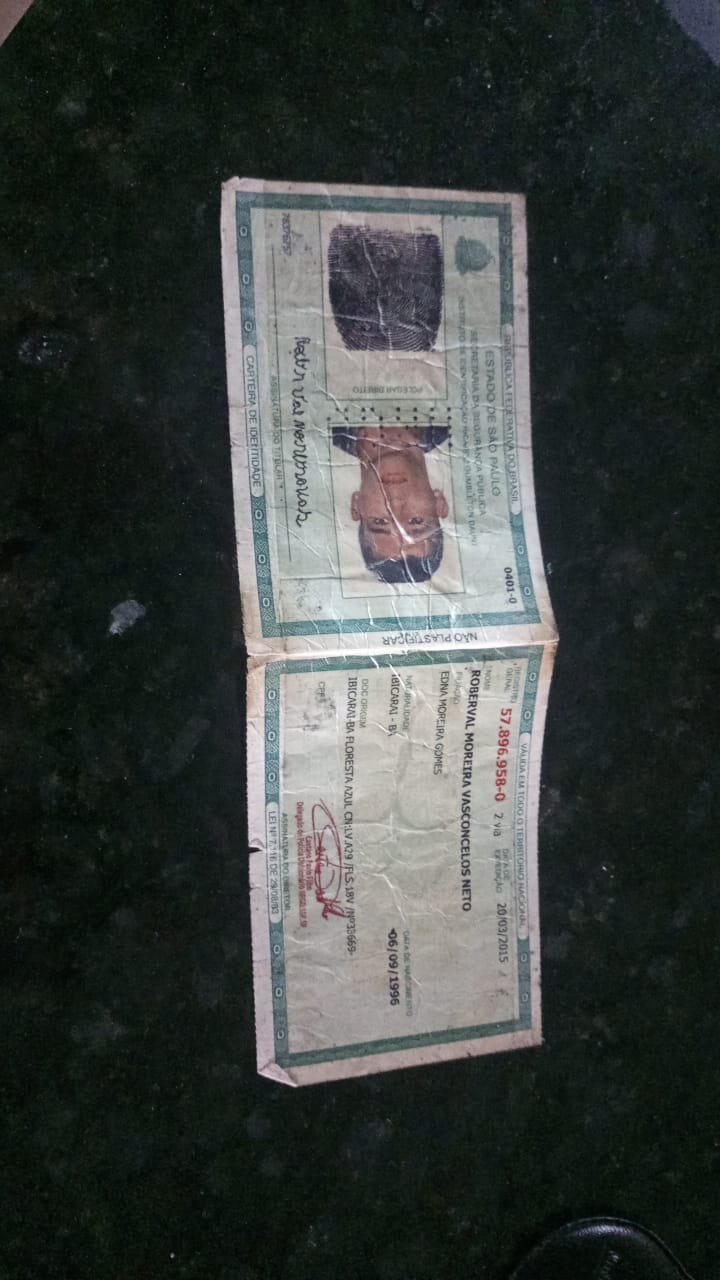 REPÚBLICA FEDERATIVA DO BRASIL
ESTADO DE SÃO PAULO
SECRETARIA DA SEGURANÇA PÚBLICA
INSTITUTO DE IDENTIFICAÇÃO RICARDO GUMBLETON DAUNT
0401-0
POLEGAR DIREITO
ASSINATURA DO TITULAR
CARTEIRA DE IDENTIDADE
NÃO PLASTIFICAR
VÁLIDA EM TODO O TERRITÓRIO NACIONAL
REGISTRO GERAL 57.896.958-0 2 via DATA DE EXPEDIÇÃO 20/03/2015
NOME
ROBERVAL MOREIRA VASCONCELOS NETO
FILIAÇÃO
EDNA MOREIRA GOMES
NATURALIDADE DATA DE NASCIMENTO
IBICARAI - 06/09/1996
DOC ORIGEM
IBICARAI-BA FLORESTA AZUL CN:LV.A29 /FLS.18V /Nº33669-
CPF
ASSINATURA DO DIRETOR
LEI Nº 7.116 DE 29/08/83